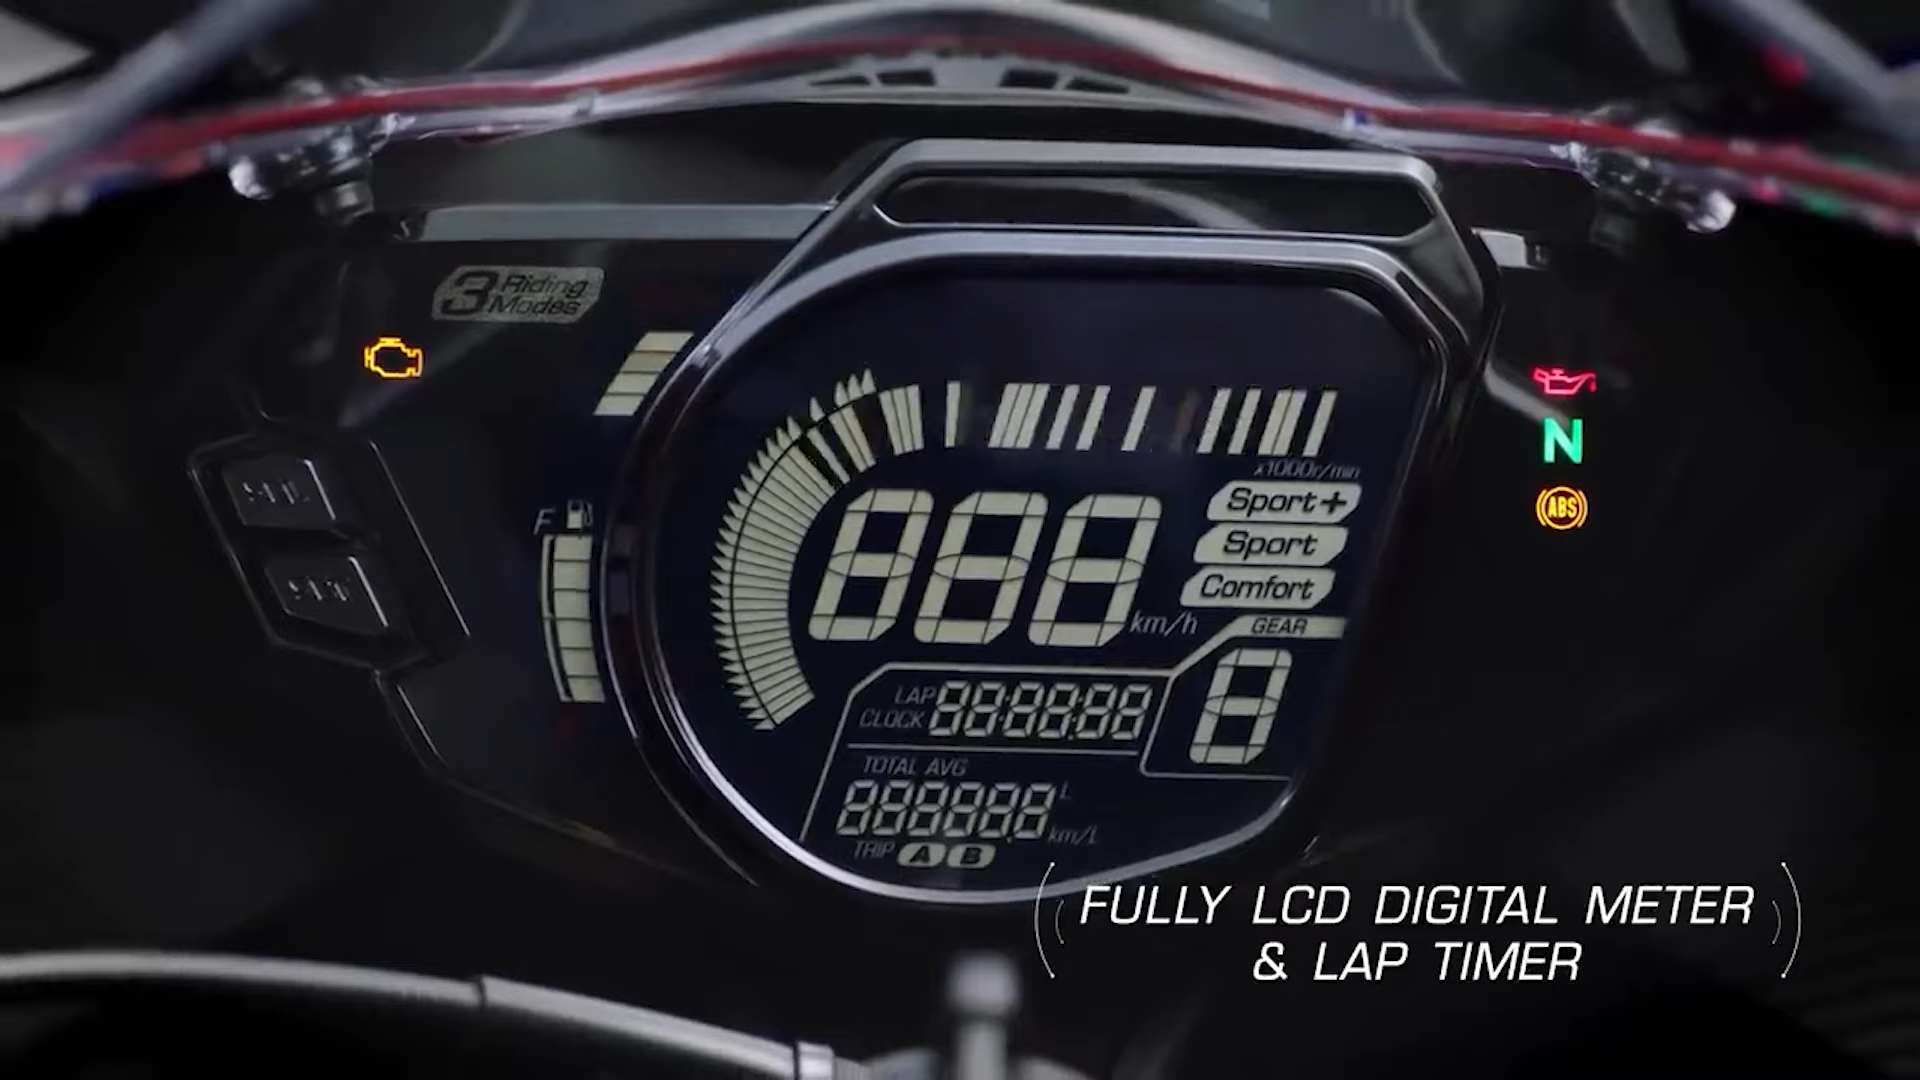 3 Riding
Modes
N
ABS
x1000r/min
Sport+
Sport
Comfort
F
888
km/h
GEAR
8
LAP
CLOCK
88:88:88
TOTAL AVG
888888
L
km/L
TRIP A B
FULLY LCD DIGITAL METER
& LAP TIMER